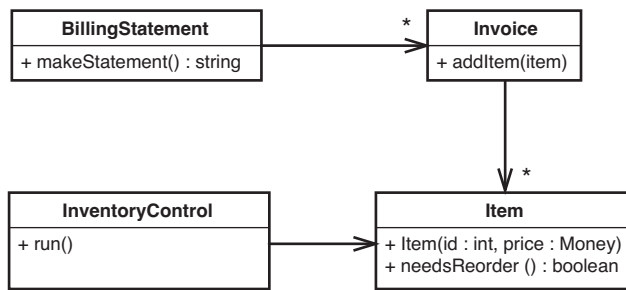 BillingStatement
+ makeStatement() : string
*
Invoice
+ addItem(item)
*
InventoryControl
+ run()
Item
+ Item(id : int, price : Money)
+ needsReorder () : boolean